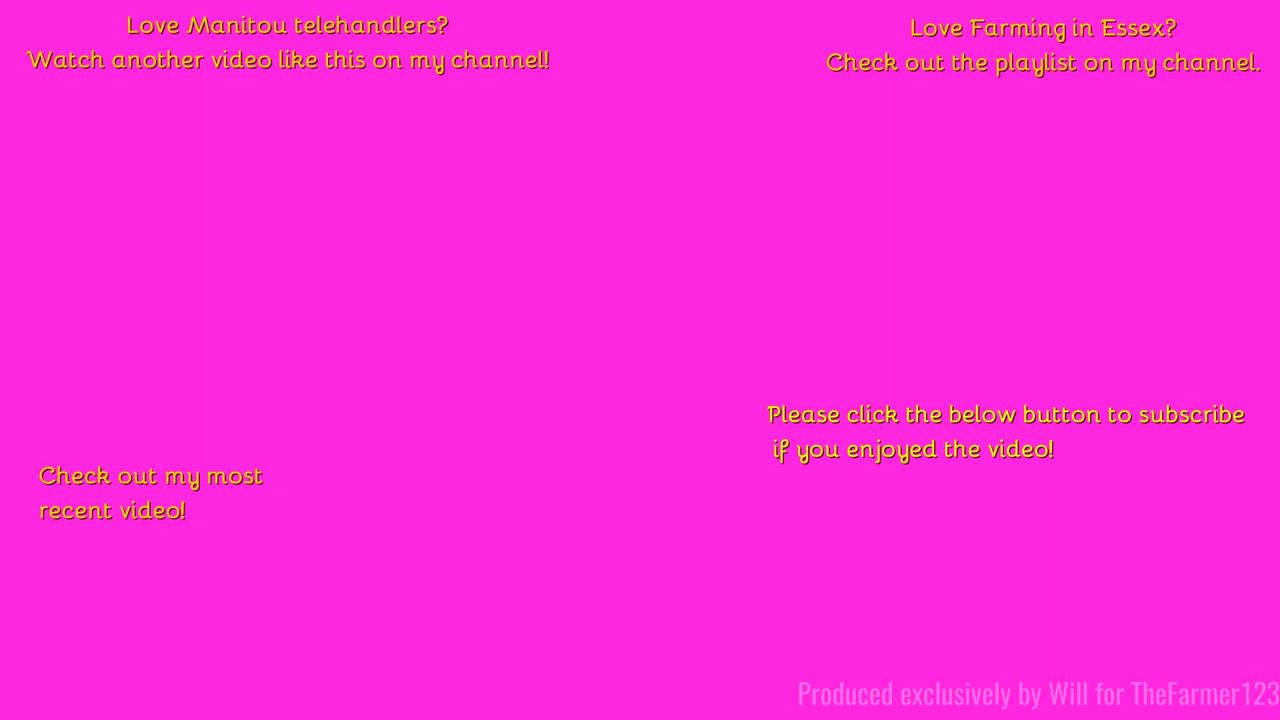 Love Manitou telehandlers?
Watch another video like this on my channel!
Love Farming in Essex?
Check out the playlist on my channel.
Please click the below button to subscribe
if you enjoyed the video!
Check out my most
recent video!
Produced exclusively by Will for TheFarmer123